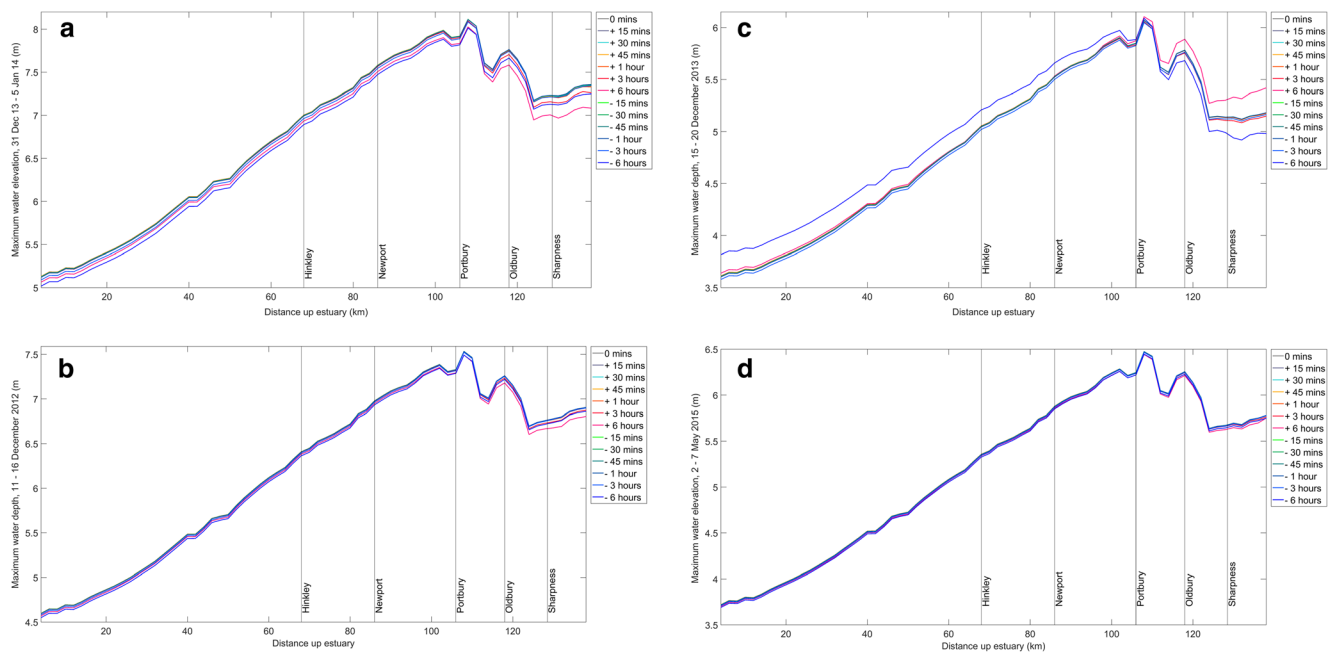 a
Maximum water elevation, 31 Dec 13 - 5 Jan 14 (m)
8
7.5
7
6.5
6
5.5
5
20
40
60
80
100
120
Distance up estuary (km)
Hinkley
Newport
Portbury
Oldbury
Sharpness
0 mins
+ 15 mins
+ 30 mins
+ 45 mins
+ 1 hour
+ 3 hours
+ 6 hours
- 15 mins
- 30 mins
- 45 mins
- 1 hour
- 3 hours
- 6 hours
c
Maximum water depth, 15 - 20 December 2013 (m)
6
5.5
5
4.5
4
3.5
20
40
60
80
100
120
Distance up estuary
Hinkley
Newport
Portbury
Oldbury
Sharpness
0 mins
+ 15 mins
+ 30 mins
+ 45 mins
+ 1 hour
+ 3 hours
+ 6 hours
- 15 mins
- 30 mins
- 45 mins
- 1 hour
- 3 hours
- 6 hours
b
Maximum water depth, 11 - 16 December 2012 (m)
7.5
7
6.5
6
5.5
5
4.5
20
40
60
80
100
120
Distance up estuary
Hinkley
Newport
Portbury
Oldbury
Sharpness
0 mins
+ 15 mins
+ 30 mins
+ 45 mins
+ 1 hour
+ 3 hours
+ 6 hours
- 15 mins
- 30 mins
- 45 mins
- 1 hour
- 3 hours
- 6 hours
d
Maximum water elevation, 2 - 7 May 2015 (m)
6.5
6
5.5
5
4.5
4
3.5
20
40
60
80
100
120
Distance up estuary (km)
Hinkley
Newport
Portbury
Oldbury
Sharpness
0 mins
+ 15 mins
+ 30 mins
+ 45 mins
+ 1 hour
+ 3 hours
+ 6 hours
- 15 mins
- 30 mins
- 45 mins
- 1 hour
- 3 hours
- 6 hours